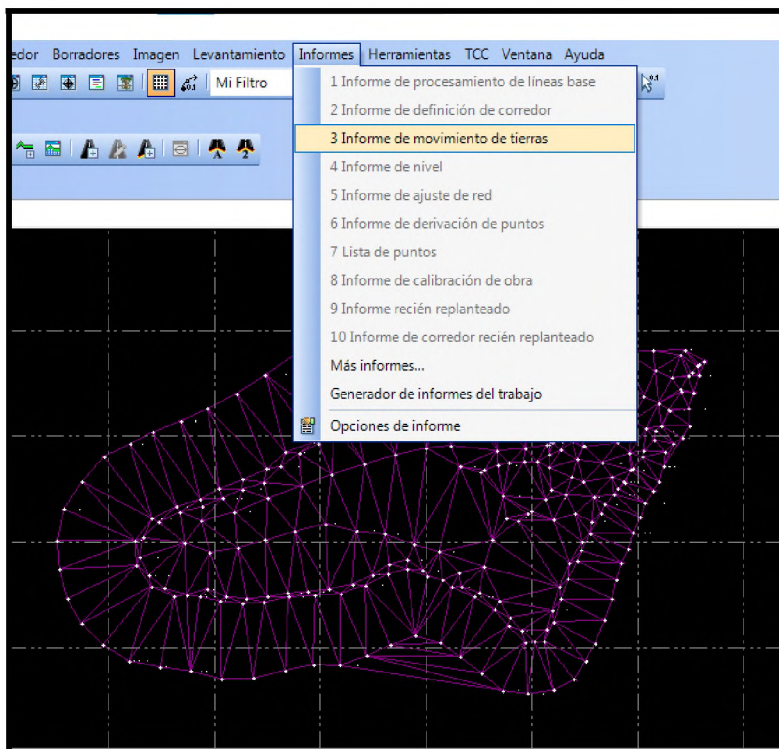 edor Borradores Imagen Levantamiento Informes Herramientas TCC Ventana Ayuda
Mi Filtro
1 Informe de procesamiento de líneas base
2 Informe de definición de corredor
3 Informe de movimiento de tierras
4 Informe de nivel
5 Informe de ajuste de red
6 Informe de derivación de puntos
7 Lista de puntos
8 Informe de calibración de obra
9 Informe recién replanteado
10 Informe de corredor recién replanteado
Más informes...
Generador de informes del trabajo
Opciones de informe